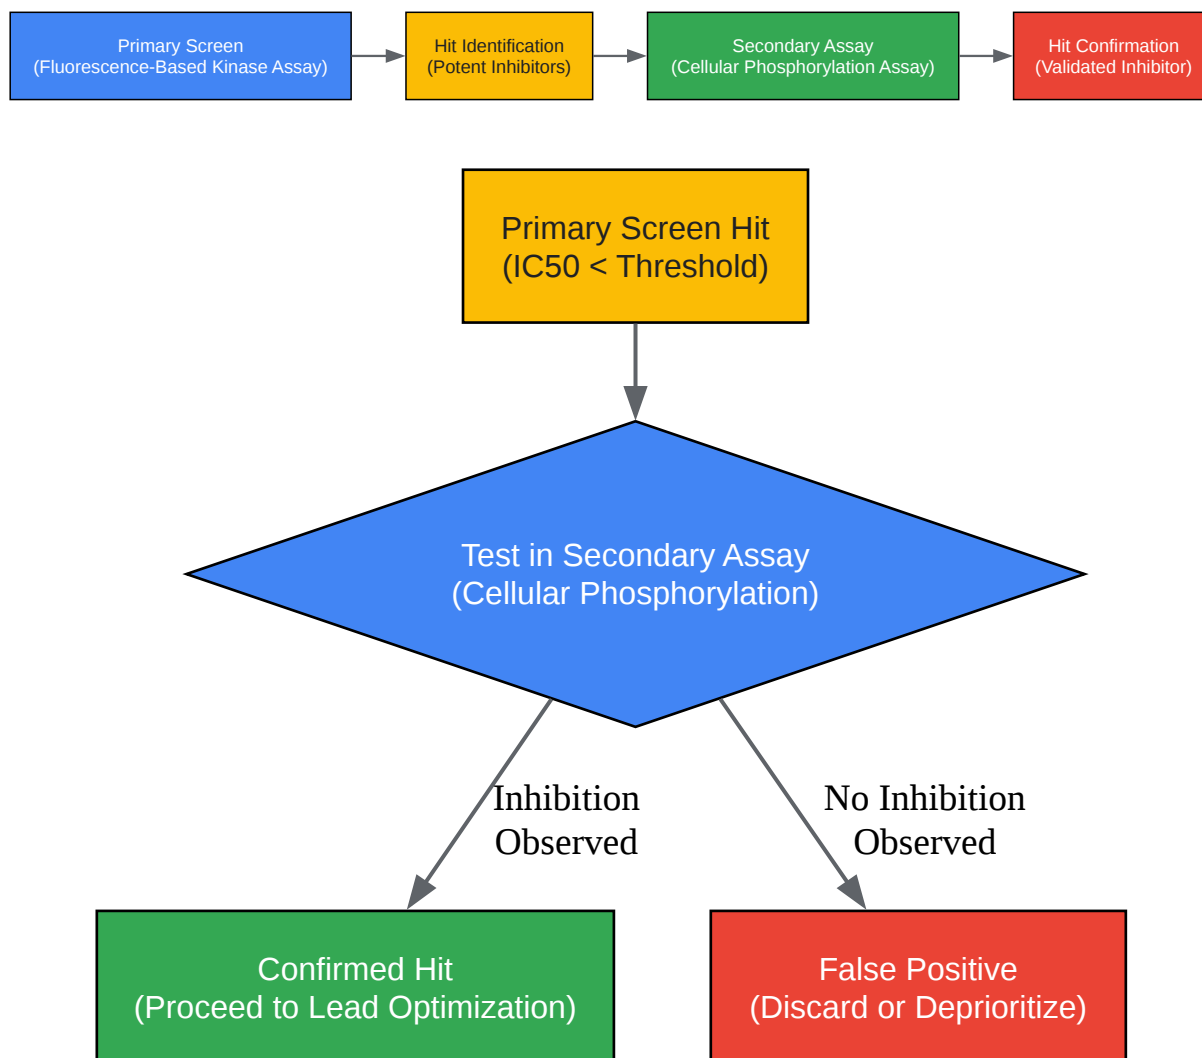 Primary Screen
(Fluorescence-Based Kinase Assay)
Hit Identification
(Potent Inhibitors)
Secondary Assay
(Cellular Phosphorylation Assay)
Hit Confirmation
(Validated Inhibitor)
Primary Screen Hit
(IC50 < Threshold)
Test in Secondary Assay
(Cellular Phosphorylation)
Inhibition
Observed
No Inhibition
Observed
Confirmed Hit
(Proceed to Lead Optimization)
False Positive
(Discard or Deprioritize)